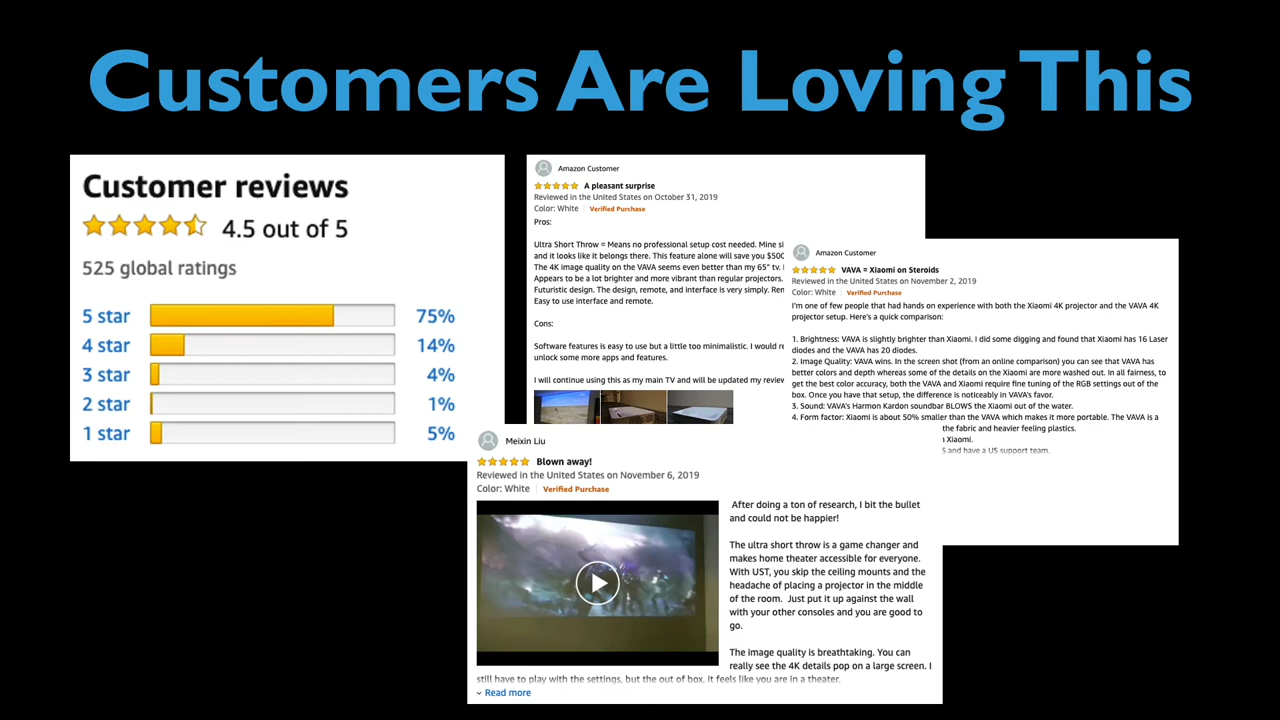 Customers Are Loving This
Customer reviews
4.5 out of 5
525 global ratings
5 star 75%
4 star 14%
3 star 4%
2 star 1%
1 star 5%
Amazon Customer
A pleasant surprise
Reviewed in the United States on October 31, 2019
Color: White Verified Purchase
Pros:
Ultra Short Throw = Means no professional setup cost needed. Mine si
and it looks like it belongs there. This feature alone will save you $500
The 4K image quality on the VAVA seems even better than my 65" tv.
Appears to be a lot brighter and more vibrant than regular projectors.
Futuristic design. The design, remote, and interface is very simply. Ren
Easy to use interface and remote.
Cons:
Software features is easy to use but a little too minimalistic. I would re
unlock some more apps and features.
I will continue using this as my main TV and will be updated my review
Amazon Customer
VAVA = Xiaomi on Steroids
Reviewed in the United States on November 2, 2019
Color: White Verified Purchase
I'm one of few people that had hands on experience with both the Xiaomi 4K projector and the VAVA 4K
projector setup. Here's a quick comparison:
1. Brightness: VAVA is slightly brighter than Xiaomi. I did some digging and found that Xiaomi has 16 Laser
diodes and the VAVA has 20 diodes.
2. Image Quality: VAVA wins. In the screen shot (from an online comparison) you can see that VAVA has
better colors and depth whereas some of the details on the Xiaomi are more washed out. In all fairness, to
get the best color accuracy, both the VAVA and Xiaomi require fine tuning of the RGB settings out of the
box. Once you have that setup, the difference is noticeably in VAVA's favor.
3. Sound: VAVA's Harmon Kardon soundbar BLOWS the Xiaomi out of the water.
4. Form factor: Xiaomi is about 50% smaller than the VAVA which makes it more portable. The VAVA is a
the fabric and heavier feeling plastics.
Xiaomi.
and have a US support team.
Meixin Liu
Blown away!
Reviewed in the United States on November 6, 2019
Color: White Verified Purchase
After doing a ton of research, I bit the bullet
and could not be happier!
The ultra short throw is a game changer and
makes home theater accessible for everyone.
With UST, you skip the ceiling mounts and the
headache of placing a projector in the middle
of the room. Just put it up against the wall
with your other consoles and you are good to
go.
The image quality is breathtaking. You can
really see the 4K details pop on a large screen. I
still have to play with the settings, but the out of box, it feels like you are in a theater.
Read more